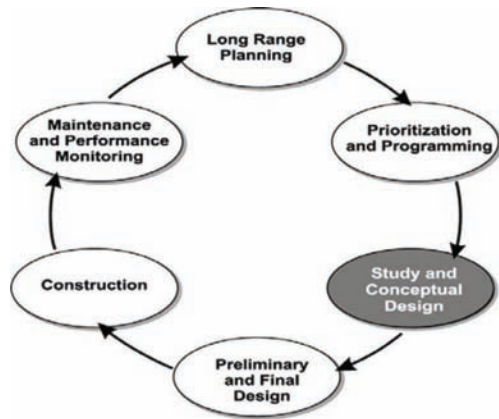 Long Range
Planning
Prioritization
and Programming
Study and
Conceptual
Design
Preliminary
and Final
Design
Construction
Maintenance
and Performance
Monitoring